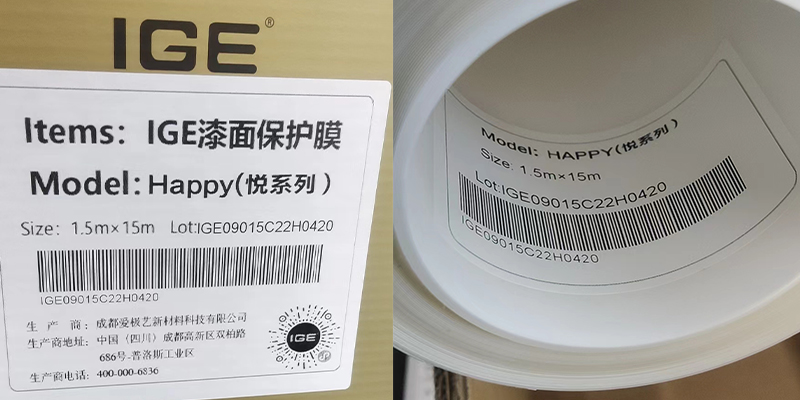 IGE®
Items: IGE漆面保护膜
Model: Happy(悦系列)
Size: 1.5m×15m Lot:IGE09015C22H0420
IGE09015C22H0420
生 产 商: 成都爱极艺新材料科技有限公司
生产商地址: 中国（四川）成都高新区双柏路
686号-普洛斯工业区
生产商电话: 400-000-6836
IGE
Model: HAPPY(悦系列)
Size: 1.5m×15m
Lot:IGE09015C22H0420
IGE09015C22H0420